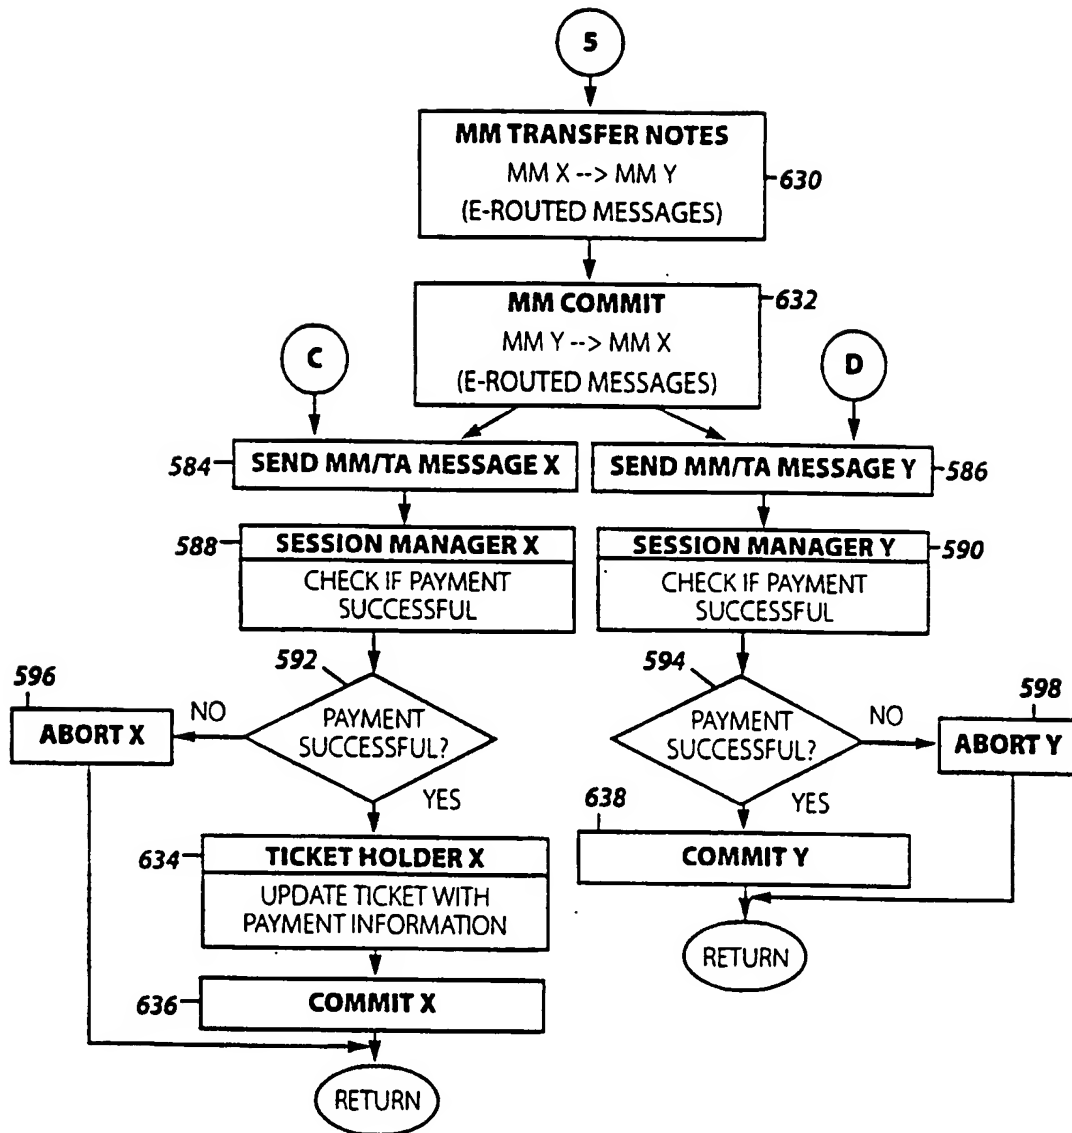 5
MM TRANSFER NOTES
MM X --> MM Y
(E-ROUTED MESSAGES)
630
MM COMMIT
MM Y --> MM X
(E-ROUTED MESSAGES)
632
C
D
584
SEND MM/TA MESSAGE X
SEND MM/TA MESSAGE Y
586
588
SESSION MANAGER X
CHECK IF PAYMENT
SUCCESSFUL
SESSION MANAGER Y
CHECK IF PAYMENT
SUCCESSFUL
590
596
ABORT X
NO
592
PAYMENT
SUCCESSFUL?
YES
594
PAYMENT
SUCCESSFUL?
NO
598
ABORT Y
YES
638
COMMIT Y
RETURN
634
TICKET HOLDER X
UPDATE TICKET WITH
PAYMENT INFORMATION
636
COMMIT X
RETURN